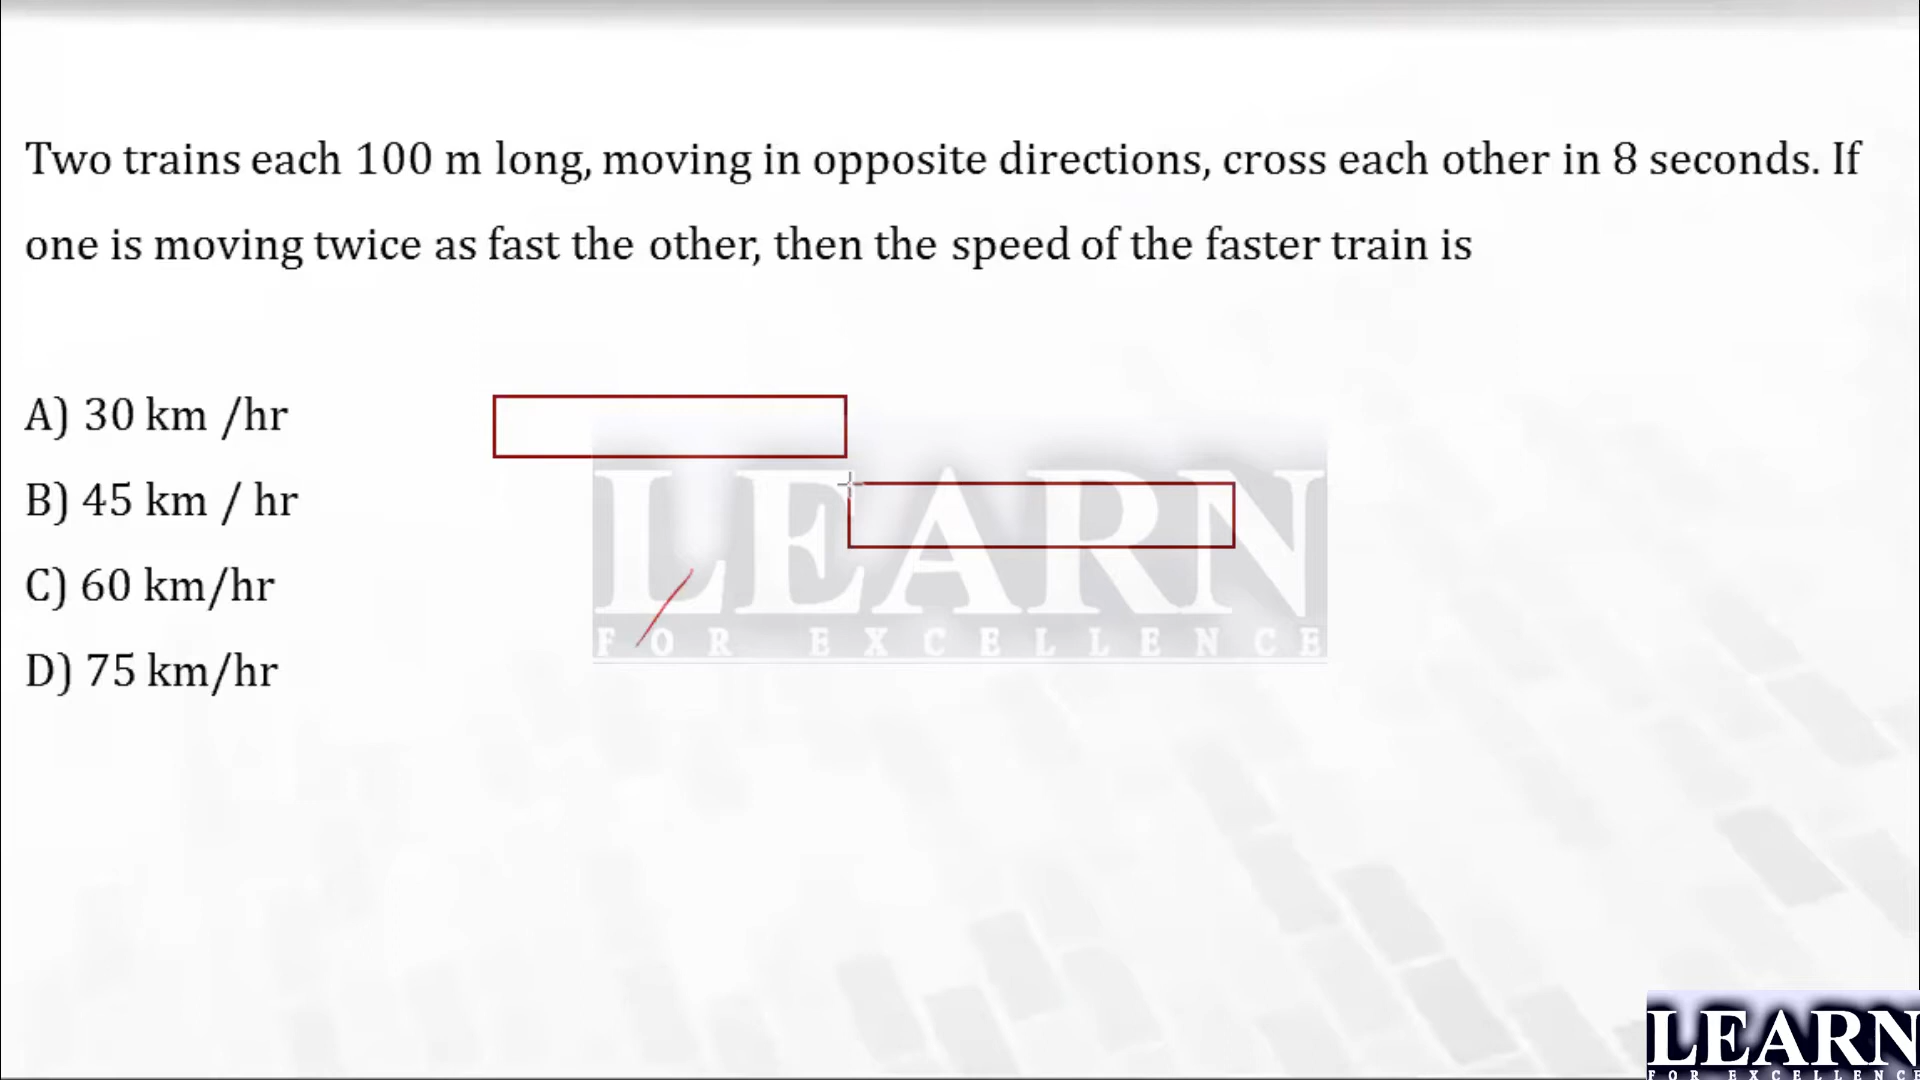 Two trains each 100 m long, moving in opposite directions, cross each other in 8 seconds. If
one is moving twice as fast the other, then the speed of the faster train is
A) 30 km /hr
B) 45 km / hr
C) 60 km/hr
D) 75 km/hr
LEARN
FOR EXCELLENCE
LEARN
FOR EXCELLENCE